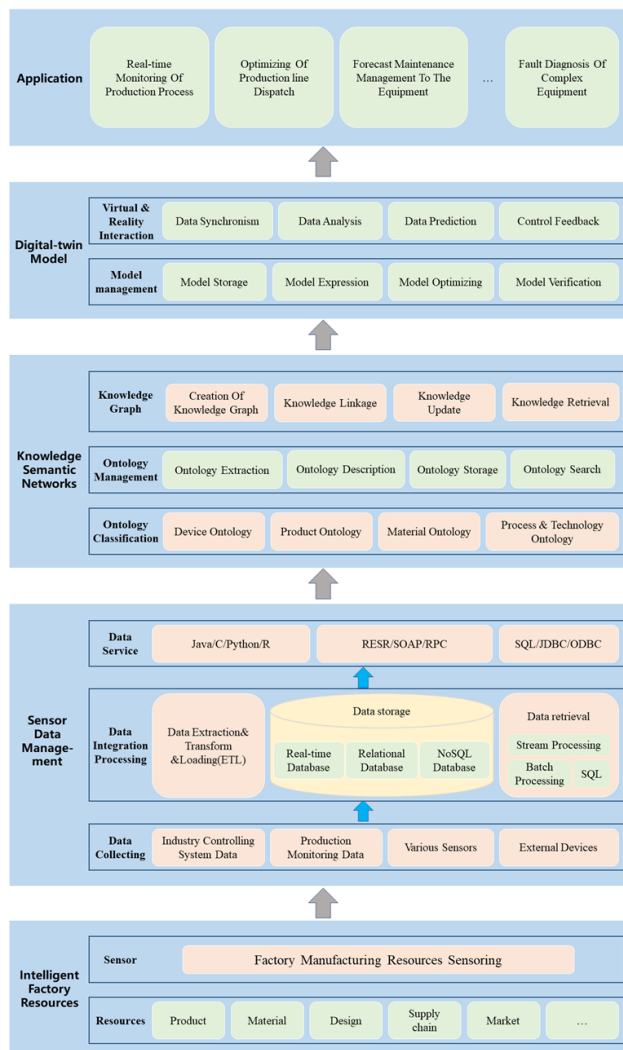 Application
Real-time
Monitoring Of
Production Process
Optimizing Of
Production line
Dispatch
Forecast Maintenance
Management To The
Equipment
...
Fault Diagnosis Of
Complex
Equipment
Digital-twin
Model
Virtual &
Reality
Interaction
Data Synchronism
Data Analysis
Data Prediction
Control Feedback
Model
management
Model Storage
Model Expression
Model Optimizing
Model Verification
Knowledge
Semantic
Networks
Knowledge
Graph
Creation Of
Knowledge Graph
Knowledge Linkage
Knowledge
Update
Knowledge Retrieval
Ontology
Management
Ontology Extraction
Ontology Description
Ontology Storage
Ontology Search
Ontology
Classification
Device Ontology
Product Ontology
Material Ontology
Process & Technology
Ontology
Sensor
Data
Manage-
ment
Data
Service
Java/C/Python/R
RESR/SOAP/RPC
SQL/JDBC/ODBC
Data
Integration
Processing
Data Extraction&
Transform
&Loading(ETL)
Data storage
Real-time
Database
Relational
Database
NoSQL
Database
Data retrieval
Stream Processing
Batch
Processing
SQL
Data
Collecting
Industry Controlling
System Data
Production
Monitoring Data
Various Sensors
External Devices
Intelligent
Factory
Resources
Sensor
Factory Manufacturing Resources Sensoring
Resources
Product
Material
Design
Supply
chain
Market
...